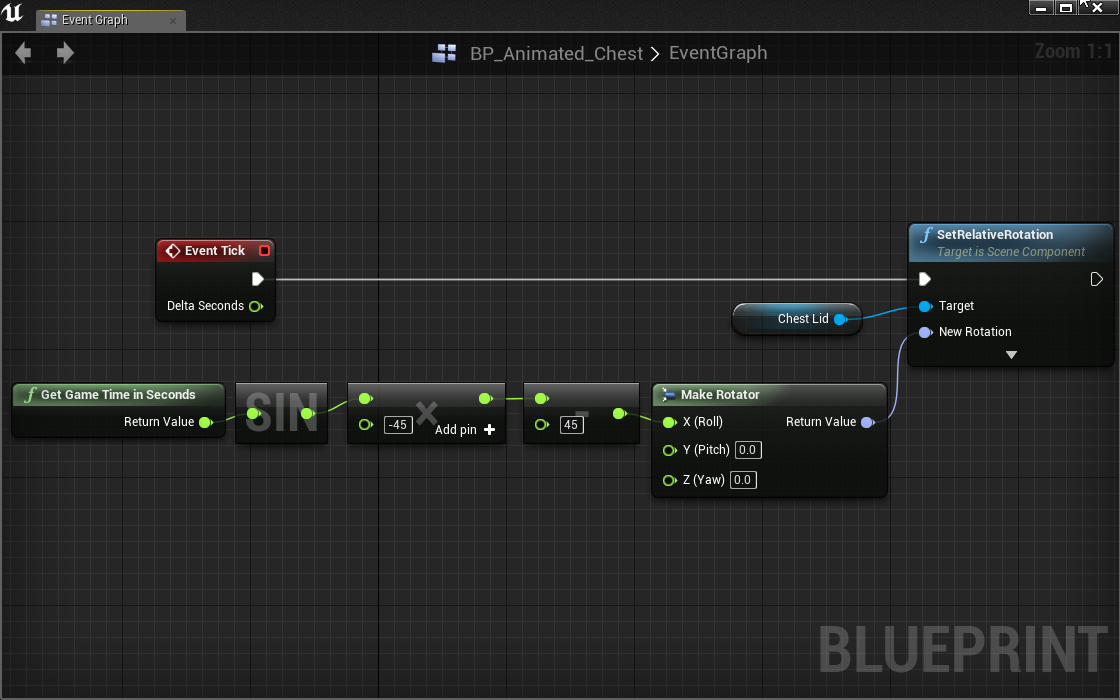 Event Graph
BP_Animated_Chest > EventGraph
Zoom 1:1
Event Tick
Delta Seconds
SetRelativeRotation
Target is Scene Component
Target
New Rotation
Chest Lid
Get Game Time in Seconds
Return Value
SIN
-45
×
Add pin +
-
45
Make Rotator
X (Roll)
Return Value
Y (Pitch) 0.0
Z (Yaw) 0.0
BLUEPRINT